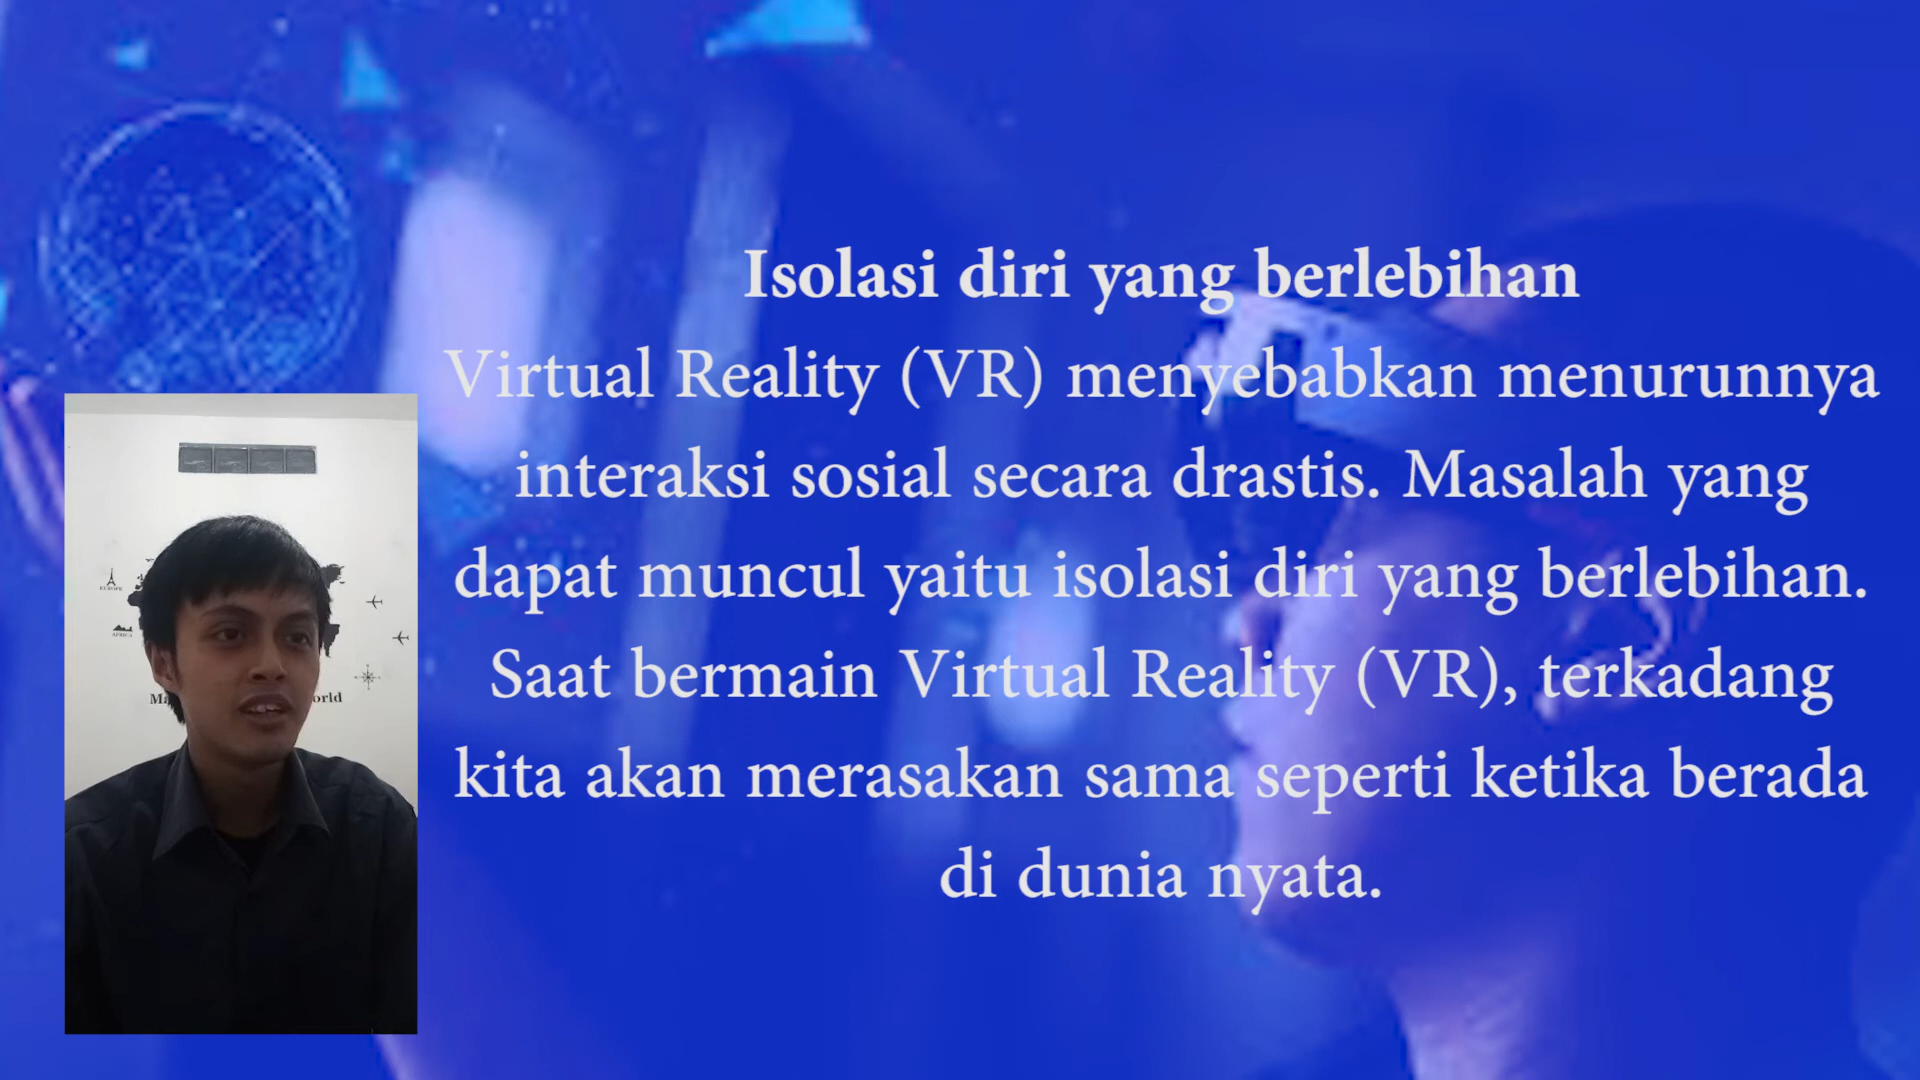 Isolasi diri yang berlebihan
Virtual Reality (VR) menyebabkan menurunnya
interaksi sosial secara drastis. Masalah yang
dapat muncul yaitu isolasi diri yang berlebihan.
Saat bermain Virtual Reality (VR), terkadang
kita akan merasakan sama seperti ketika berada
di dunia nyata.
EUROPE
AFRICA